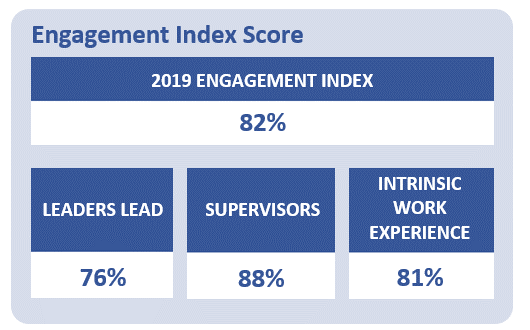 Engagement Index Score
2019 ENGAGEMENT INDEX
82%
LEADERS LEAD
SUPERVISORS
INTRINSIC
WORK
EXPERIENCE
76%
88%
81%